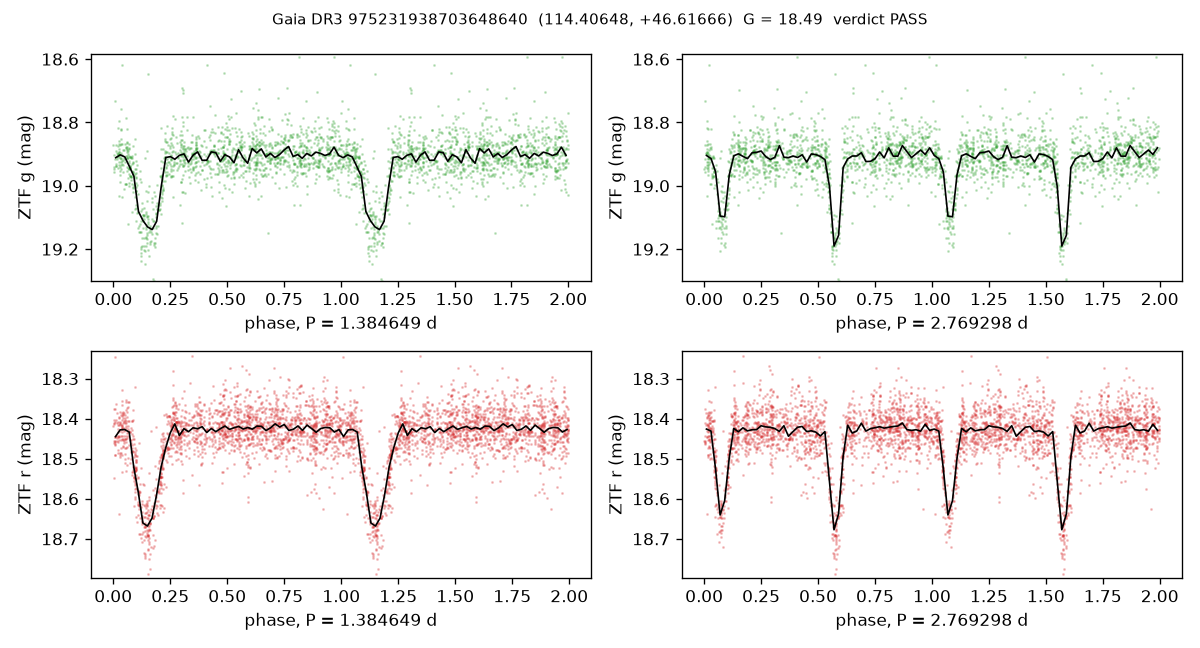 Gaia DR3 975231938703648640 (114.40648, +46.61666) G = 18.49 verdict PASS
ZTF g (mag)
18.6
18.8
19.0
19.2
0.00 0.25 0.50 0.75 1.00 1.25 1.50 1.75 2.00
phase, P = 1.384649 d
ZTF g (mag)
18.6
18.8
19.0
19.2
0.00 0.25 0.50 0.75 1.00 1.25 1.50 1.75 2.00
phase, P = 2.769298 d
ZTF r (mag)
18.3
18.4
18.5
18.6
18.7
0.00 0.25 0.50 0.75 1.00 1.25 1.50 1.75 2.00
phase, P = 1.384649 d
ZTF r (mag)
18.3
18.4
18.5
18.6
18.7
0.00 0.25 0.50 0.75 1.00 1.25 1.50 1.75 2.00
phase, P = 2.769298 d